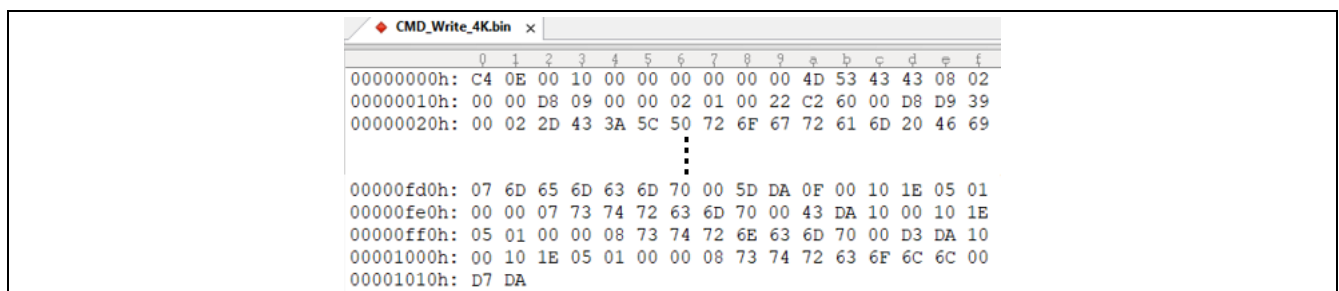 CMD_Write_4K.bin x
0 1 2 3 4 5 6 7 8 9 a b c d e f
00000000h: C4 0E 00 10 00 00 00 00 00 00 4D 53 43 43 08 02
00000010h: 00 00 D8 09 00 00 02 01 00 22 C2 60 00 D8 D9 39
00000020h: 00 02 2D 43 3A 5C 50 72 6F 67 72 61 6D 20 46 69
00000fd0h: 07 6D 65 6D 63 6D 70 00 5D DA 0F 00 10 1E 05 01
00000fe0h: 00 00 07 73 74 72 63 6D 70 00 43 DA 10 00 10 1E
00000ff0h: 05 01 00 00 08 73 74 72 6E 63 6D 70 00 D3 DA 10
00001000h: 00 10 1E 05 01 00 00 08 73 74 72 63 6F 6C 6C 00
00001010h: D7 DA